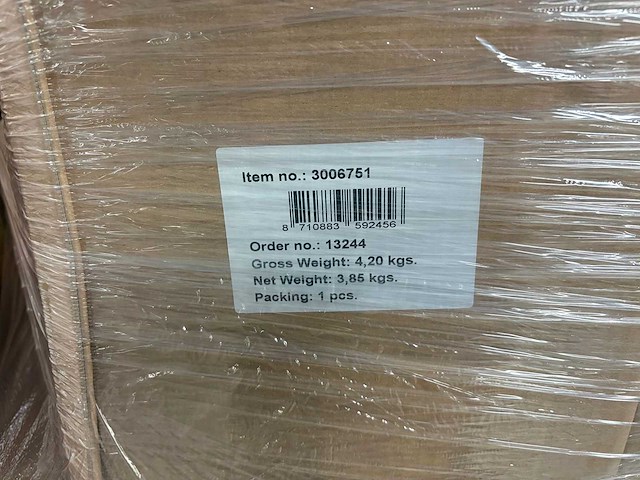 Item no.: 3006751
8 710883 592456
Order no.: 13244
Gross Weight: 4,20 kgs.
Net Weight: 3,85 kgs.
Packing: 1 pcs.